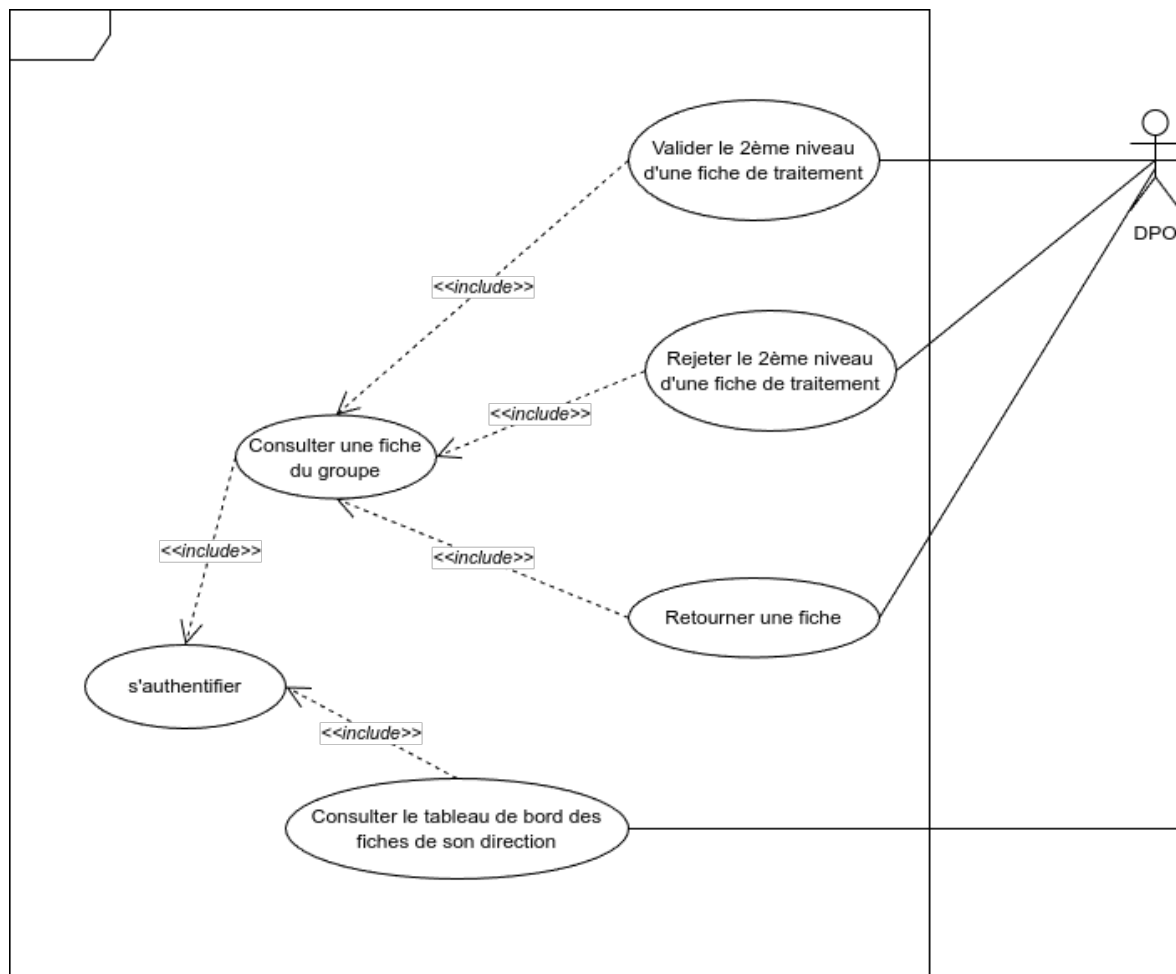 Valider le 2ème niveau
d'une fiche de traitement
DPO
<<include>>
Rejeter le 2ème niveau
d'une fiche de traitement
<<include>>
Consulter une fiche
du groupe
<<include>>
<<include>>
Retourner une fiche
s'authentifier
<<include>>
Consulter le tableau de bord des
fiches de son direction